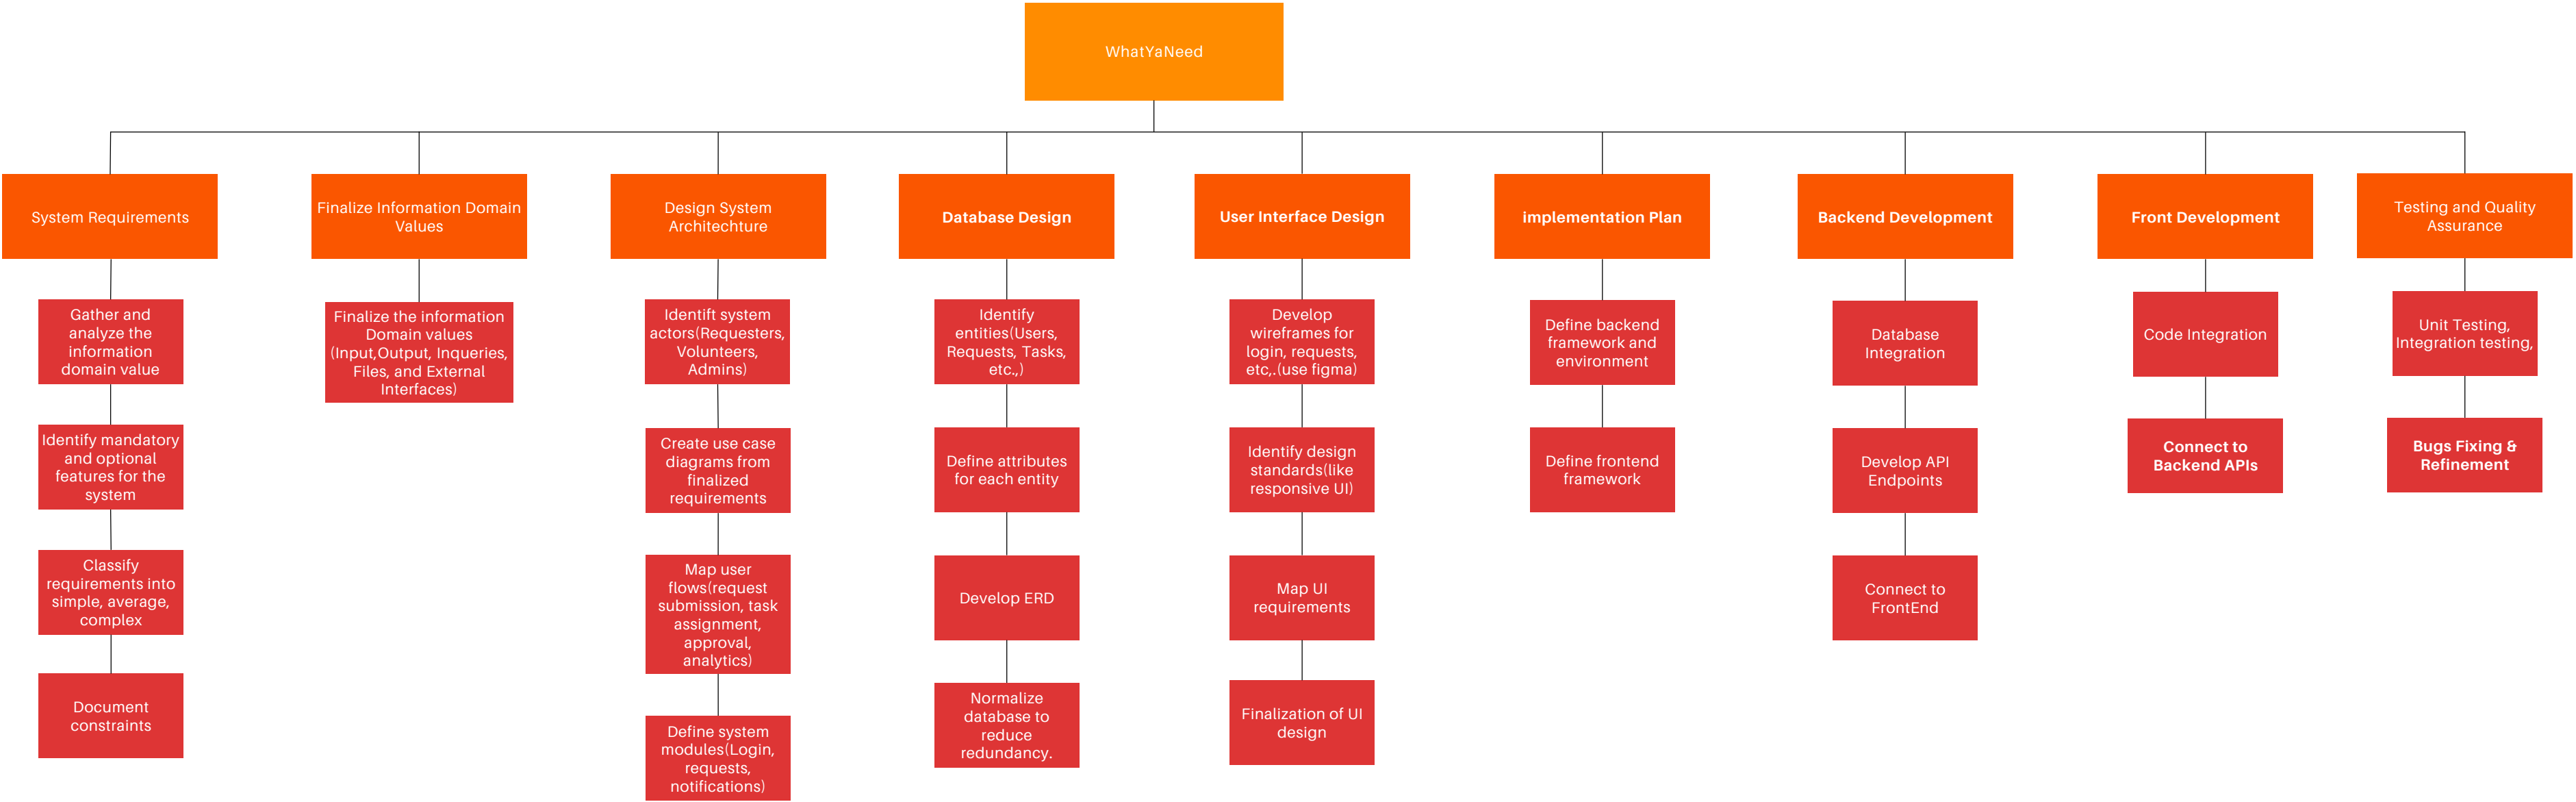 WhatYaNeed
System Requirements
Gather and
analyze the
information
domain value
Identify mandatory
and optional
features for the
system
Classify
requirements into
simple, average,
complex
Document
constraints
Finalize Information Domain
Values
Finalize the information
Domain values
(Input,Output, Inqueries,
Files, and External
Interfaces)
Design System
Architechture
Identift system
actors(Requesters,
Volunteers,
Admins)
Create use case
diagrams from
finalized
requirements
Map user
flows(request
submission, task
assignment,
approval,
analytics)
Define system
modules(Login,
requests,
notifications)
Database Design
Identify
entities(Users,
Requests, Tasks,
etc.,)
Define attributes
for each entity
Develop ERD
Normalize
database to
reduce
redundancy.
User Interface Design
Develop
wireframes for
login, requests,
etc,.(use figma)
Identify design
standards(like
responsive UI)
Map UI
requirements
Finalization of UI
design
implementation Plan
Define backend
framework and
environment
Define frontend
framework
Backend Development
Database
Integration
Develop API
Endpoints
Connect to
FrontEnd
Front Development
Code Integration
Connect to
Backend APIs
Testing and Quality
Assurance
Unit Testing,
Integration testing,
Bugs Fixing &
Refinement